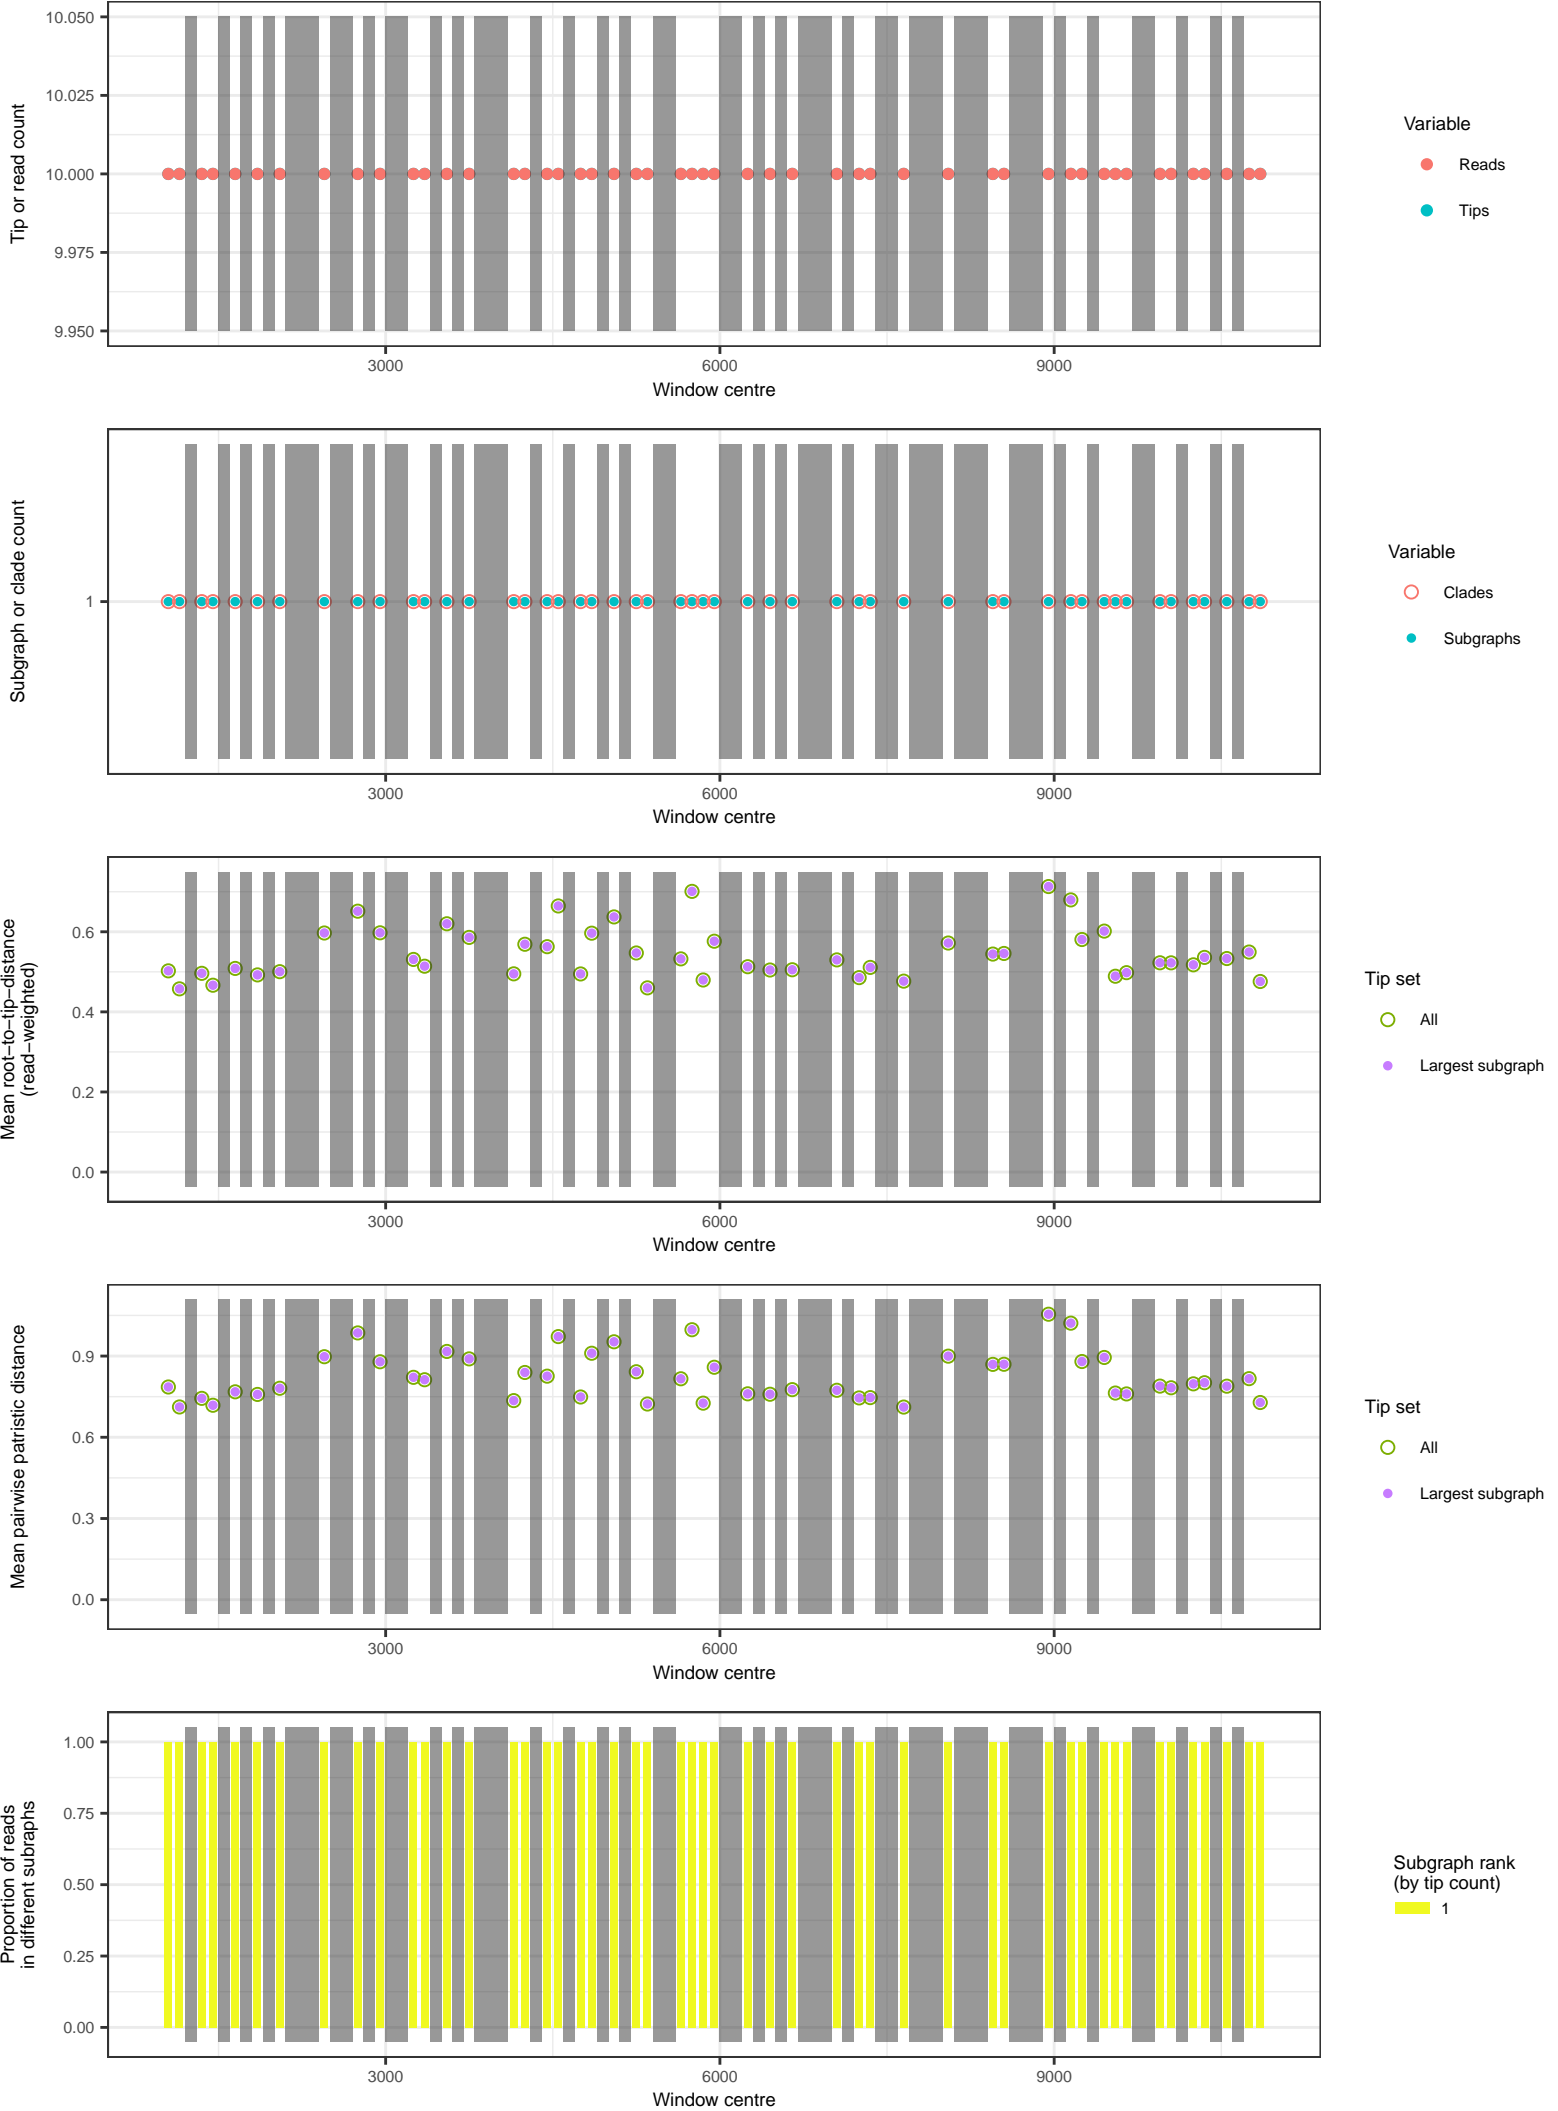 10.050
10.025
10.000
9.975
9.950
Tip or read count
3000
6000
9000
Window centre
Variable
Reads
Tips
1
Subgraph or clade count
3000
6000
9000
Window centre
Variable
Clades
Subgraphs
0.6
0.4
0.2
0.0
Mean root−to−tip−distance
(read−weighted)
3000
6000
9000
Window centre
Tip set
All
Largest subgraph
0.9
0.6
0.3
0.0
Mean pairwise patristic distance
3000
6000
9000
Window centre
Tip set
All
Largest subgraph
1.00
0.75
0.50
0.25
0.00
Proportion of reads
in different subraphs
3000
6000
9000
Window centre
Subgraph rank
(by tip count)
1